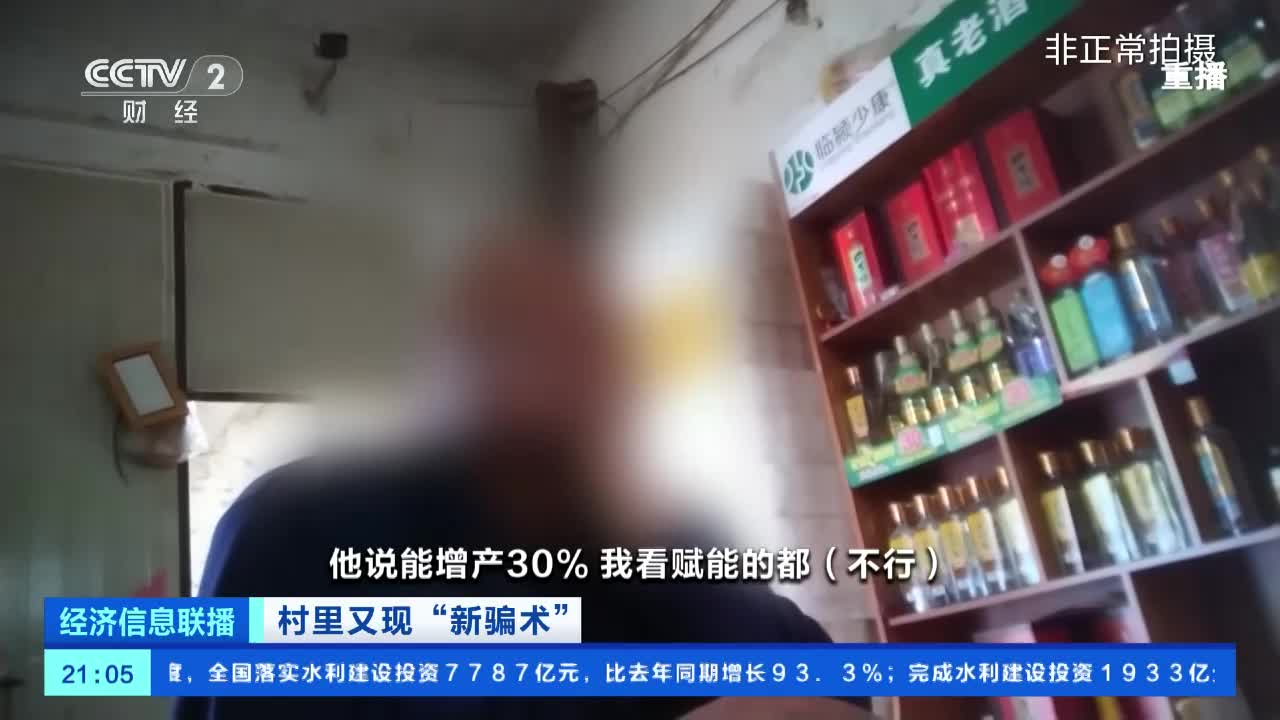 CCTV 2
财经
非正常拍摄
重播
真老酒
临颍少康
他说能增产30% 我看赋能的都（不行）
经济信息联播
村里又现“新骗术”
21:05
度，全国落实水利建设投资7787亿元，比去年同期增长93.3%；完成水利建设投资1933亿